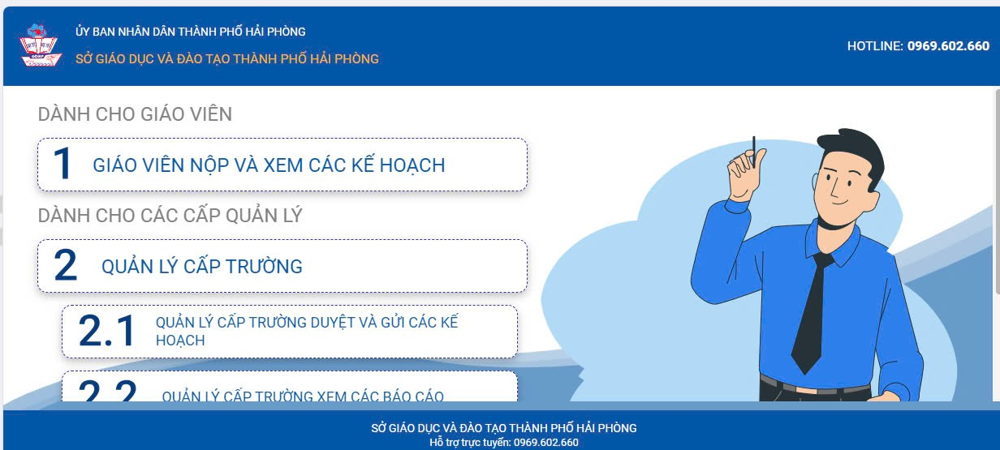 ỦY BAN NHÂN DÂN THÀNH PHỐ HẢI PHÒNG
SỞ GIÁO DỤC VÀ ĐÀO TẠO THÀNH PHỐ HẢI PHÒNG
HOTLINE: 0969.602.660
DÀNH CHO GIÁO VIÊN
1 GIÁO VIÊN NỘP VÀ XEM CÁC KẾ HOẠCH
DÀNH CHO CÁC CẤP QUẢN LÝ
2 QUẢN LÝ CẤP TRƯỜNG
2.1 QUẢN LÝ CẤP TRƯỜNG DUYỆT VÀ GỬI CÁC KẾ
HOẠCH
2.2 QUẢN LÝ CẤP TRƯỜNG XEM CÁC BÁO CÁO
SỞ GIÁO DỤC VÀ ĐÀO TẠO THÀNH PHỐ HẢI PHÒNG
Hỗ trợ trực tuyến: 0969.602.660